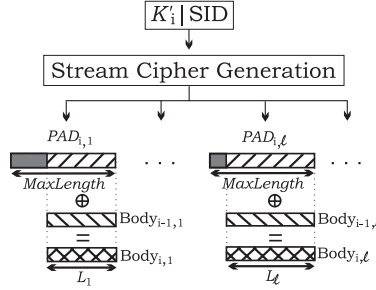 K'i | SID
Stream Cipher Generation
PADi,1 PADi,ℓ
. . . . . .
MaxLength MaxLength
⊕ ⊕
Bodyi-1,1 Bodyi-1,
= =
Bodyi,1 Bodyi,ℓ
L1 Lℓ